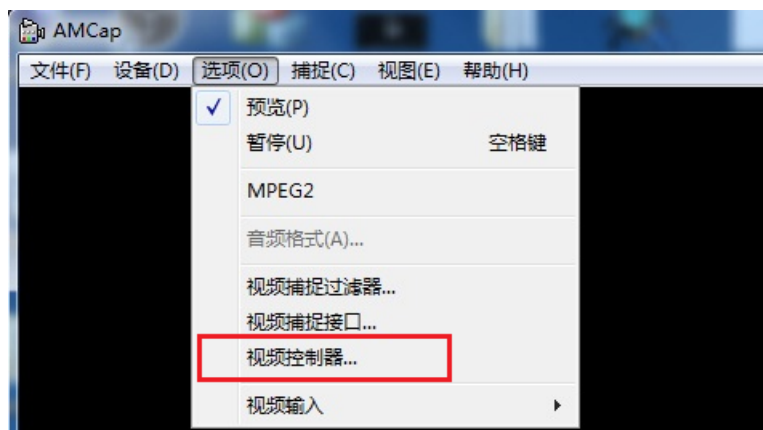 AMCap
文件(F) 设备(D) 选项(O) 捕捉(C) 视图(E) 帮助(H)
预览(P)
暂停(U) 空格键
MPEG2
音频格式(A)...
视频捕捉过滤器...
视频捕捉接口...
视频控制器...
视频输入